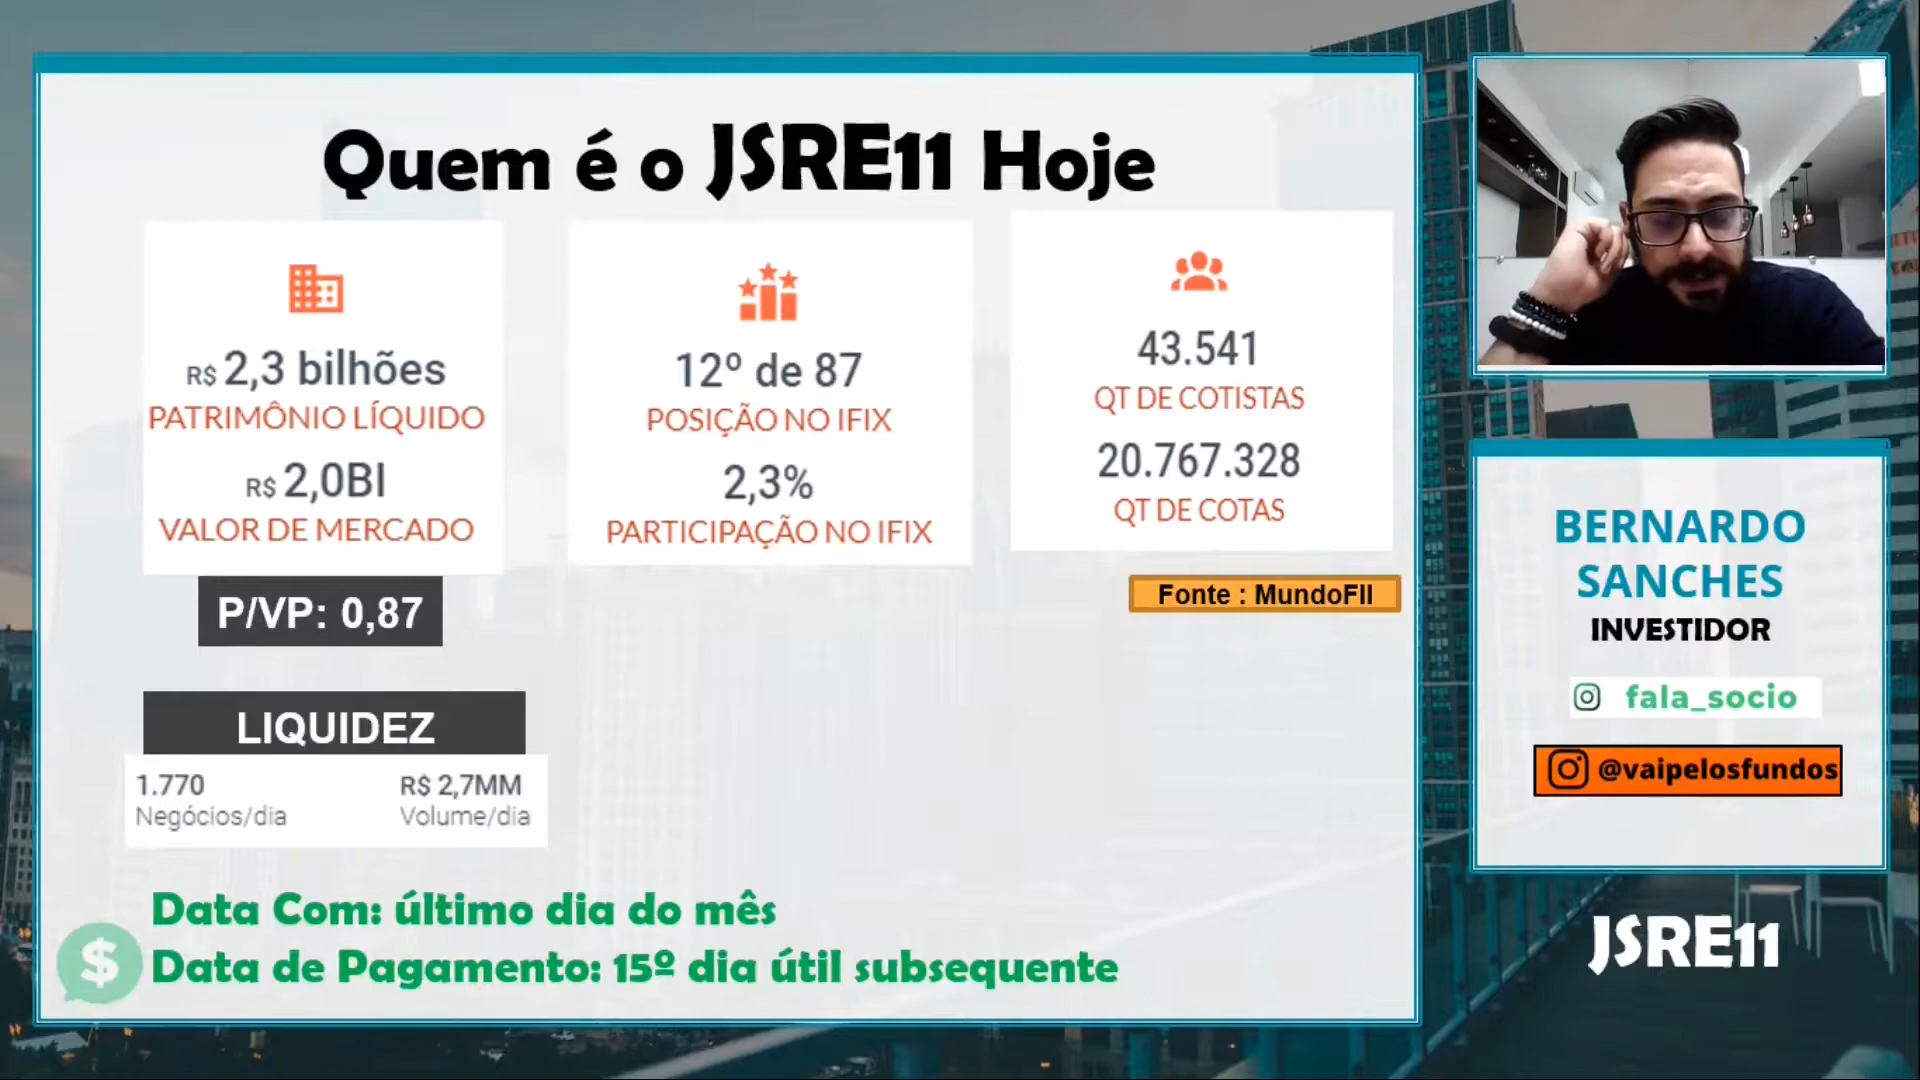 Quem é o JSRE11 Hoje
R$ 2,3 bilhões
PATRIMÔNIO LÍQUIDO
R$ 2,0BI
VALOR DE MERCADO
P/VP: 0,87
12º de 87
POSIÇÃO NO IFIX
2,3%
PARTICIPAÇÃO NO IFIX
43.541
QT DE COTISTAS
20.767.328
QT DE COTAS
Fonte : MundoFII
LIQUIDEZ
1.770
Negócios/dia
R$ 2,7MM
Volume/dia
$
Data Com: último dia do mês
Data de Pagamento: 15º dia útil subsequente
BERNARDO
SANCHES
INVESTIDOR
fala_socio
@vaipelosfundos
JSRE11